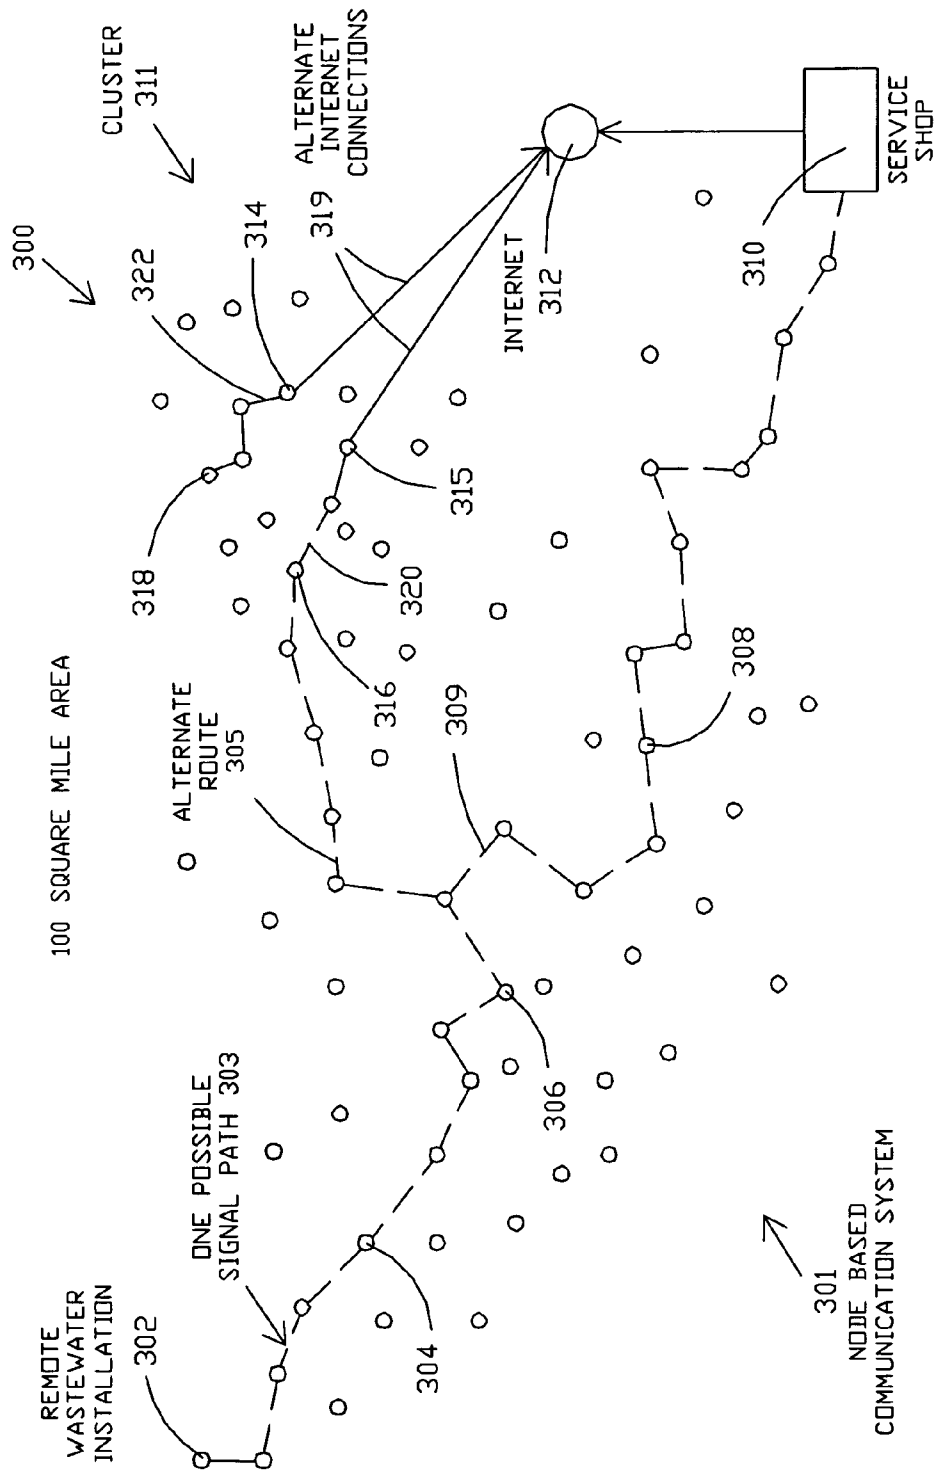 100 SQUARE MILE AREA
300
CLUSTER
311
REMOTE
WASTEWATER
INSTALLATION
302
ONE POSSIBLE
SIGNAL PATH 303
ALTERNATE
ROUTE
305
318
322
314
319
ALTERNATE
INTERNET
CONNECTIONS
304
306
309
316
320
315
INTERNET
312
308
310
SERVICE
SHOP
301
NODE BASED
COMMUNICATION SYSTEM